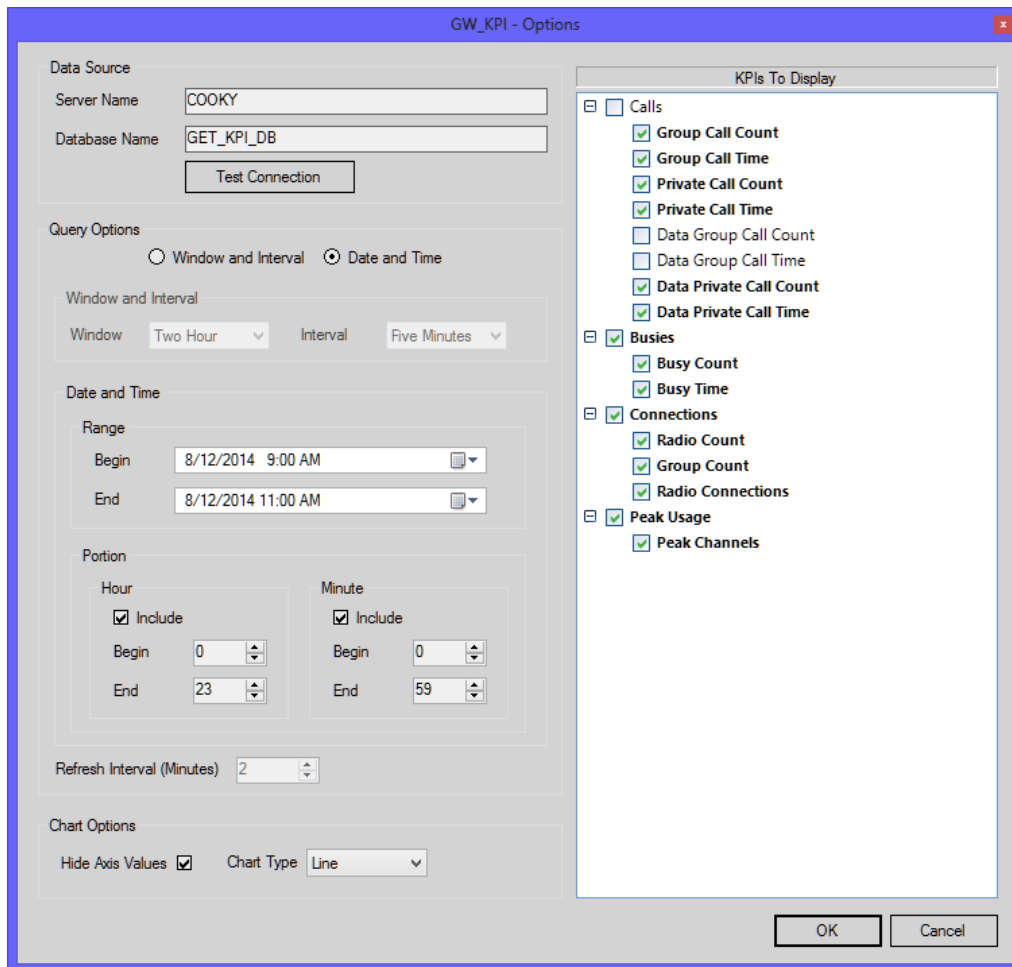 GW_KPI - Options
x
Data Source
Server Name COOKY
Database Name GET_KPI_DB
Test Connection
Query Options
Window and Interval Date and Time
Window and Interval
Window Two Hour Interval Five Minutes
Date and Time
Range
Begin 8/12/2014 9:00 AM
End 8/12/2014 11:00 AM
Portion
Hour Minute
Include Include
Begin 0 Begin 0
End 23 End 59
Refresh Interval (Minutes) 2
Chart Options
Hide Axis Values Chart Type Line
KPIs To Display
Calls
Group Call Count
Group Call Time
Private Call Count
Private Call Time
Data Group Call Count
Data Group Call Time
Data Private Call Count
Data Private Call Time
Busies
Busy Count
Busy Time
Connections
Radio Count
Group Count
Radio Connections
Peak Usage
Peak Channels
OK Cancel